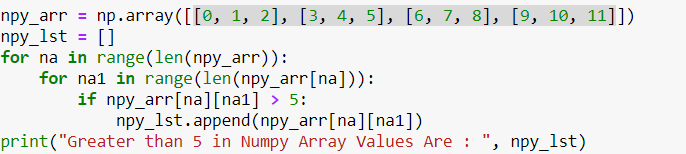 npy_arr = np.array([[0, 1, 2], [3, 4, 5], [6, 7, 8], [9, 10, 11]])
npy_lst = []
for na in range(len(npy_arr)):
    for na1 in range(len(npy_arr[na])):
        if npy_arr[na][na1] > 5:
            npy_lst.append(npy_arr[na][na1])
print("Greater than 5 in Numpy Array Values Are : ", npy_lst)